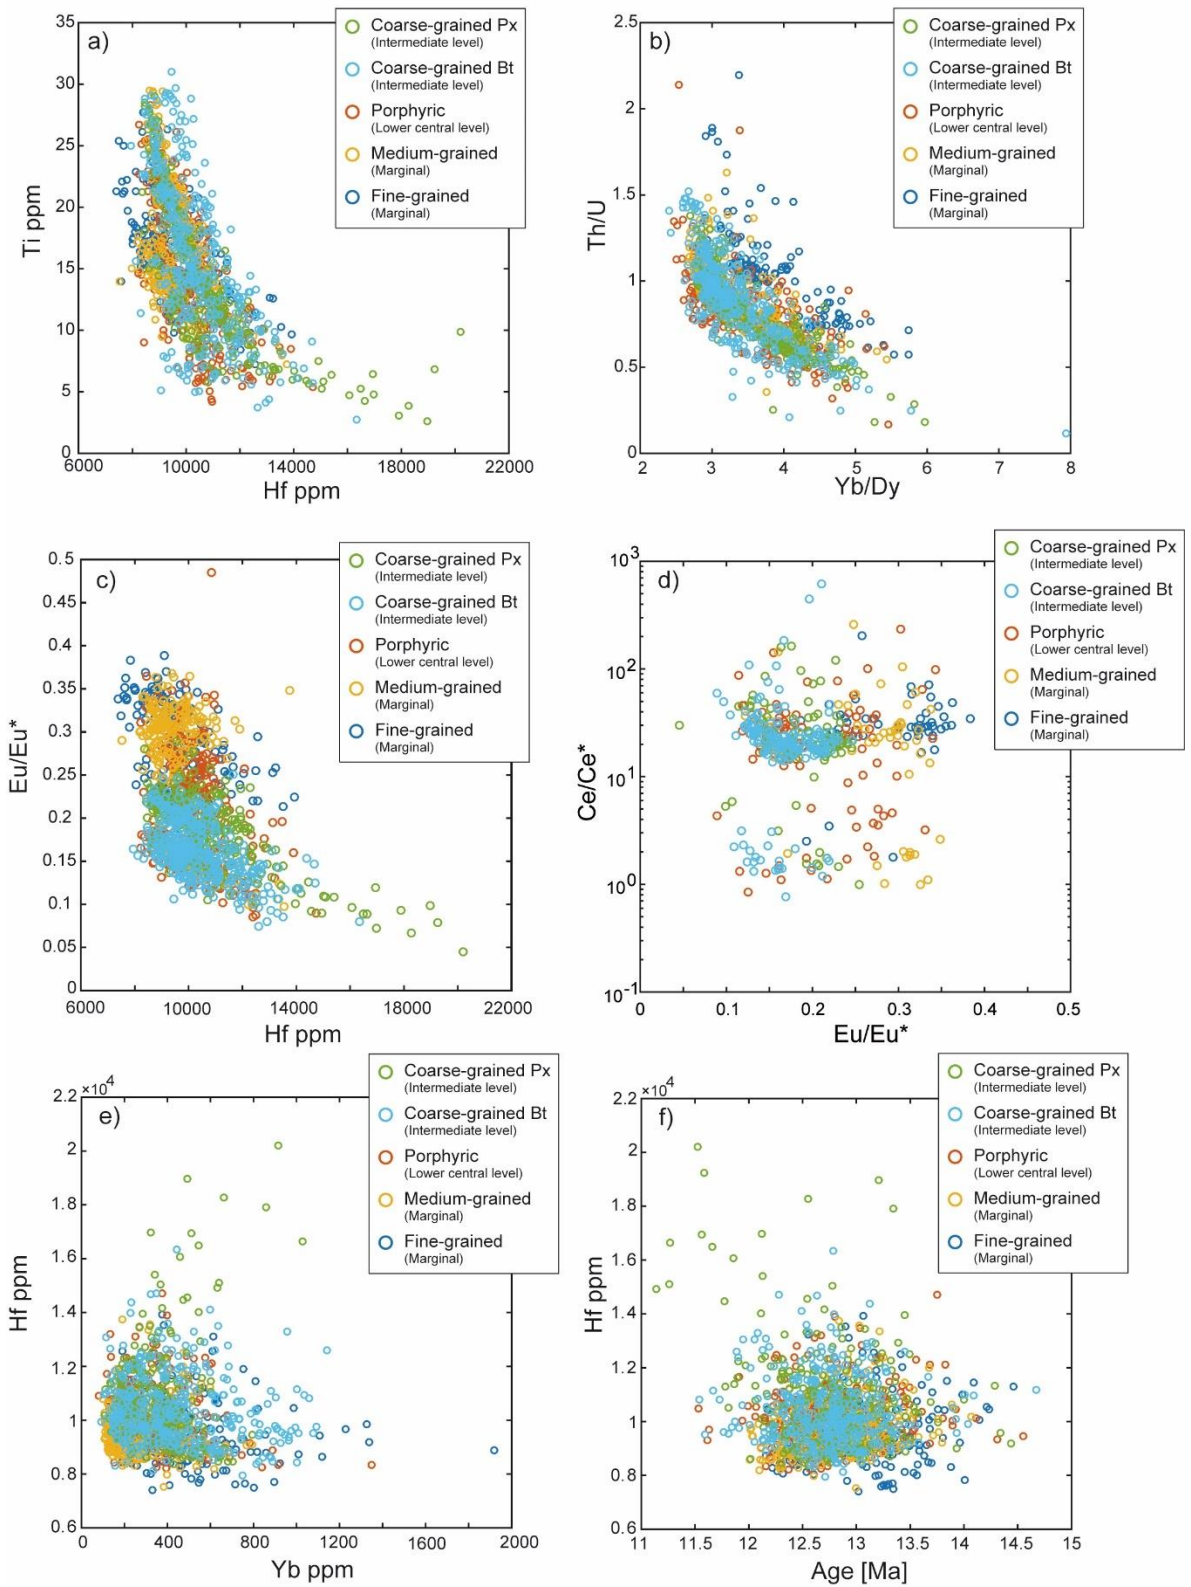 a)
35
30
25
20
15
10
5
0
Ti ppm
6000 10000 14000 18000 22000
Hf ppm
Coarse-grained Px
(Intermediate level)
Coarse-grained Bt
(Intermediate level)
Porphyric
(Lower central level)
Medium-grained
(Marginal)
Fine-grained
(Marginal)
b)
2.5
2
1.5
1
0.5
0
Th/U
2 3 4 5 6 7 8
Yb/Dy
Coarse-grained Px
(Intermediate level)
Coarse-grained Bt
(Intermediate level)
Porphyric
(Lower central level)
Medium-grained
(Marginal)
Fine-grained
(Marginal)
c)
0.5
0.45
0.4
0.35
0.3
0.25
0.2
0.15
0.1
0.05
0
Eu/Eu*
6000 10000 14000 18000 22000
Hf ppm
Coarse-grained Px
(Intermediate level)
Coarse-grained Bt
(Intermediate level)
Porphyric
(Lower central level)
Medium-grained
(Marginal)
Fine-grained
(Marginal)
d)
10³
10²
10¹
10⁰
10⁻¹
Ce/Ce*
0 0.1 0.2 0.3 0.4 0.5
Eu/Eu*
Coarse-grained Px
(Intermediate level)
Coarse-grained Bt
(Intermediate level)
Porphyric
(Lower central level)
Medium-grained
(Marginal)
Fine-grained
(Marginal)
e)
×10⁴
2.2
2
1.8
1.6
1.4
1.2
1
0.8
0.6
Hf ppm
200 400 800 1200 1600 2000
Yb ppm
Coarse-grained Px
(Intermediate level)
Coarse-grained Bt
(Intermediate level)
Porphyric
(Lower central level)
Medium-grained
(Marginal)
Fine-grained
(Marginal)
f)
×10⁴
2.2
2
1.8
1.6
1.4
1.2
1
0.8
0.6
Hf ppm
11 11.5 12 12.5 13 13.5 14 14.5 15
Age [Ma]
Coarse-grained Px
(Intermediate level)
Coarse-grained Bt
(Intermediate level)
Porphyric
(Lower central level)
Medium-grained
(Marginal)
Fine-grained
(Marginal)